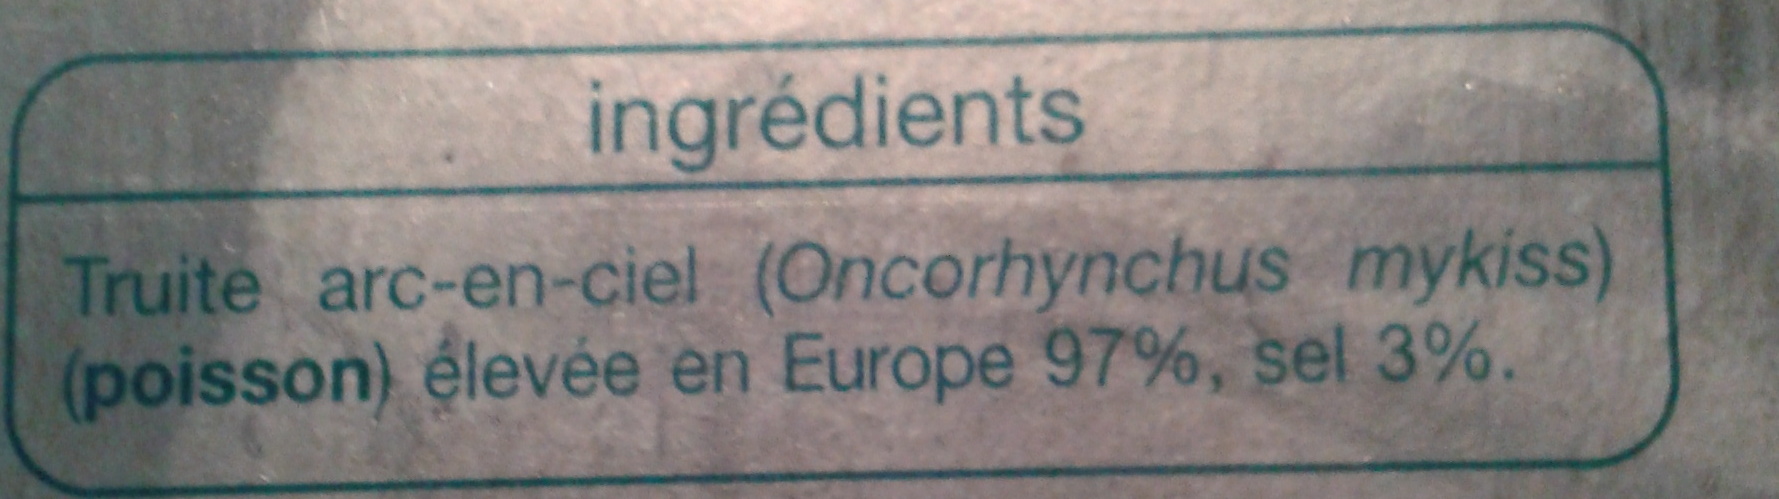 ingrédients
Truite arc-en-ciel (Oncorhynchus mykiss)
(poisson) élevée en Europe 97%, sel 3%.